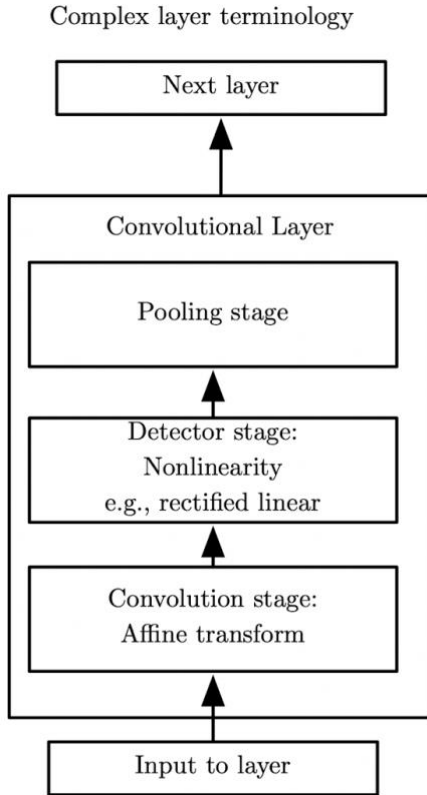 Complex layer terminology
Next layer
Convolutional Layer
Pooling stage
Detector stage:
Nonlinearity
e.g., rectified linear
Convolution stage:
Affine transform
Input to layer